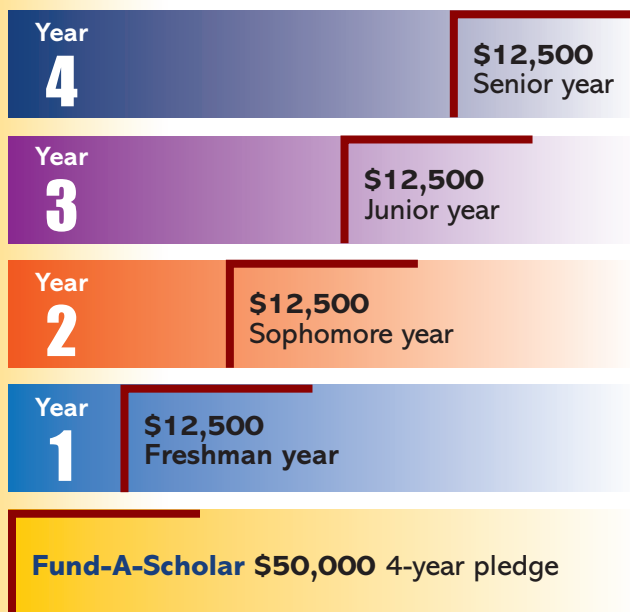 Year
4
$12,500
Senior year
Year
3
$12,500
Junior year
Year
2
$12,500
Sophomore year
Year
1
$12,500
Freshman year
Fund-A-Scholar $50,000 4-year pledge